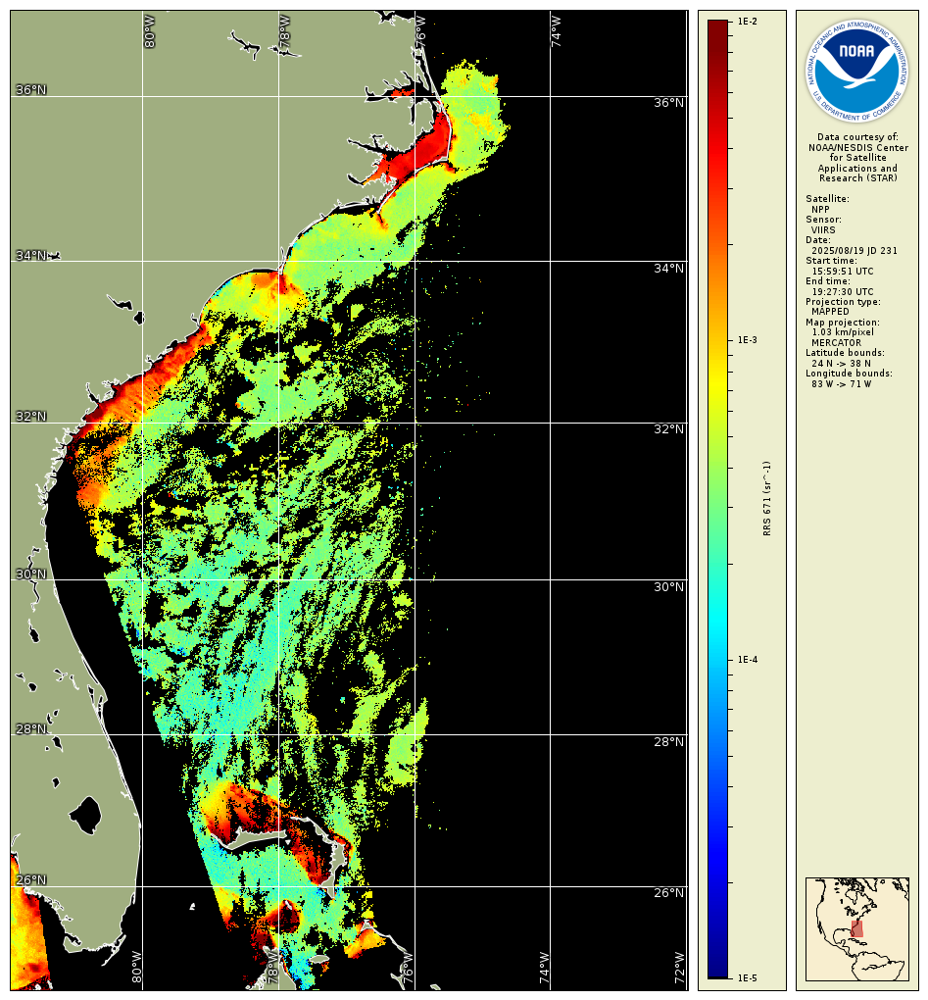 80°W
78°W
76°W
74°W
36°N
36°N
34°N
34°N
32°N
32°N
30°N
30°N
28°N
28°N
26°N
26°N
80°W
78°W
76°W
74°W
72°W
1E-2
1E-3
1E-4
1E-5
RRS 671 (sr^-1)
NATIONAL OCEANIC AND ATMOSPHERIC ADMINISTRATION
NOAA
U.S. DEPARTMENT OF COMMERCE
Data courtesy of:
NOAA/NESDIS Center
for Satellite
Applications and
Research (STAR)
Satellite:
NPP
Sensor:
VIIRS
Date:
2025/08/19 JD 231
Start time:
15:59:51 UTC
End time:
19:27:30 UTC
Projection type:
MAPPED
Map projection:
1.03 km/pixel
MERCATOR
Latitude bounds:
24 N -> 38 N
Longitude bounds:
83 W -> 71 W